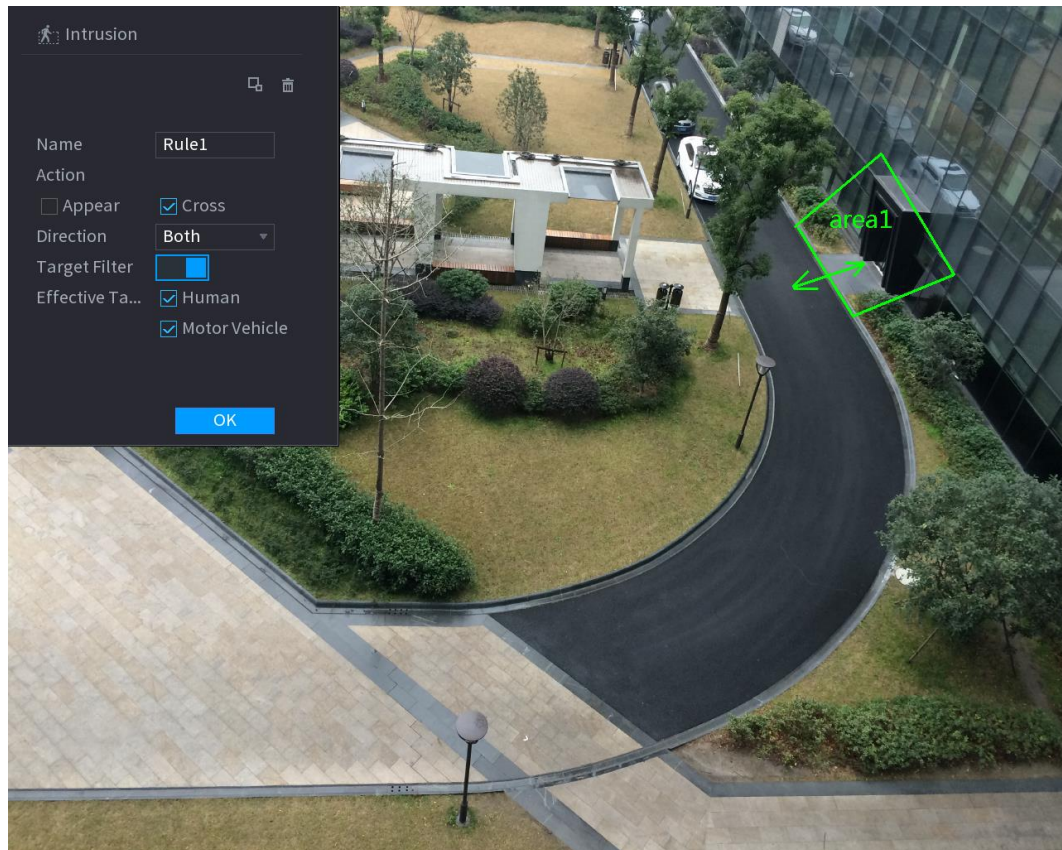 Intrusion
Name Rule1
Action
Appear Cross
Direction Both
Target Filter
Effective Ta... Human
Motor Vehicle
OK
area1